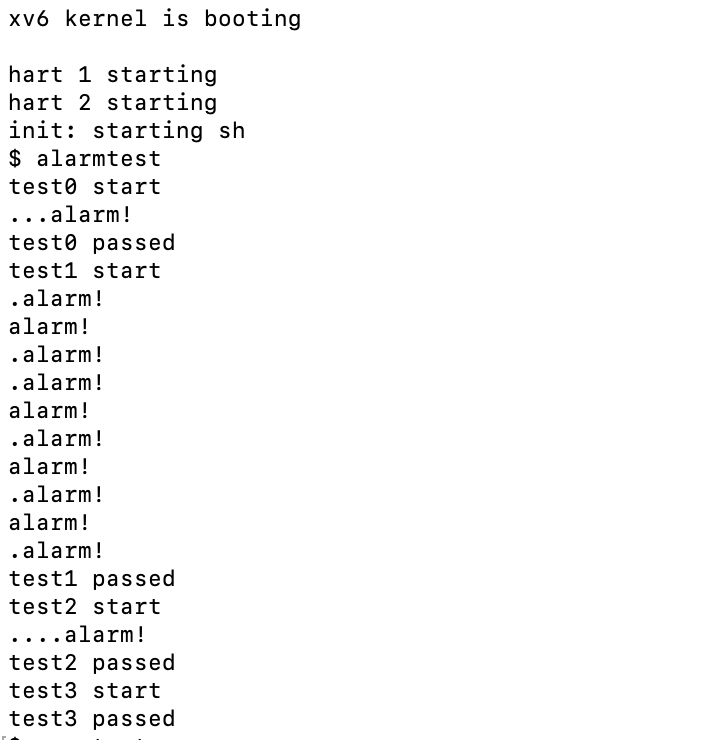 xv6 kernel is booting
hart 1 starting
hart 2 starting
init: starting sh
$ alarmtest
test0 start
...alarm!
test0 passed
test1 start
.alarm!
alarm!
.alarm!
.alarm!
alarm!
.alarm!
alarm!
.alarm!
alarm!
.alarm!
test1 passed
test2 start
....alarm!
test2 passed
test3 start
test3 passed